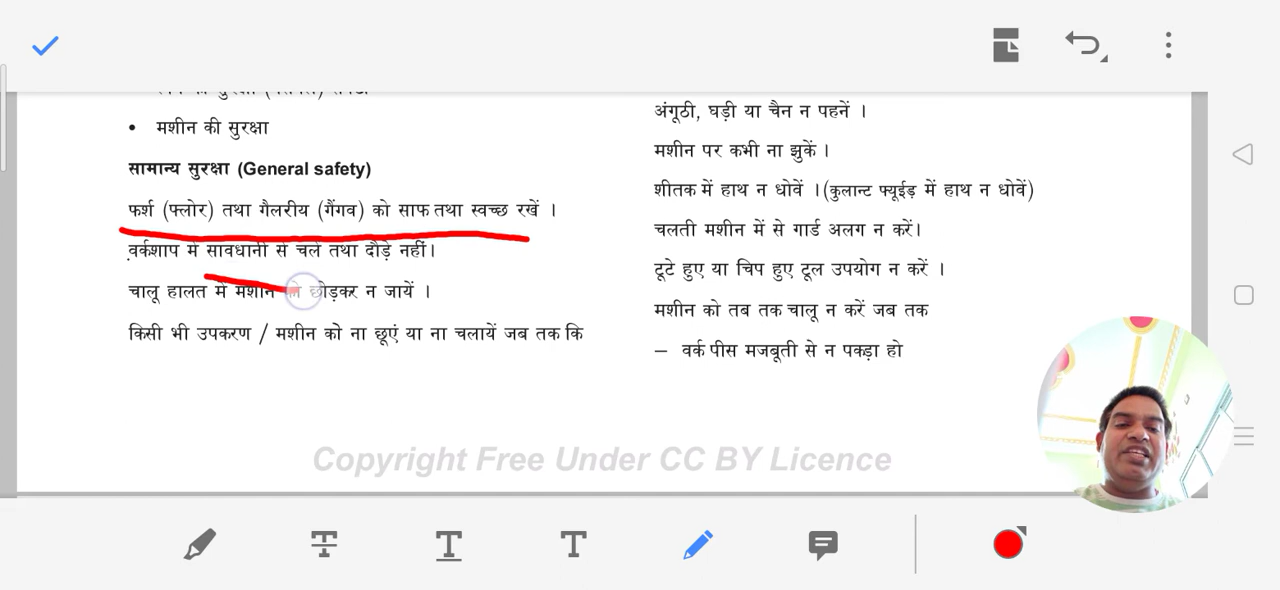 • मशीन की सुरक्षा
सामान्य सुरक्षा (General safety)
फर्श (फ्लोर) तथा गैलरीय (गैंगव) को साफ तथा स्वच्छ रखें ।
वर्कशाप में सावधानी से चलें तथा दौड़े नहीं।
चालू हालत में मशीन को छोड़कर न जायें ।
किसी भी उपकरण / मशीन को ना छूएं या ना चलायें जब तक कि
अंगूठी, घड़ी या चैन न पहनें ।
मशीन पर कभी ना झुकें ।
शीतक में हाथ न धोवें । (कुलान्ट फ्यूईड़ में हाथ न धोवें)
चलती मशीन में से गार्ड अलग न करें।
टूटे हुए या चिप हुए टूल उपयोग न करें ।
मशीन को तब तक चालू न करें जब तक
– वर्क पीस मजबूती से न पकड़ा हो
Copyright Free Under CC BY Licence